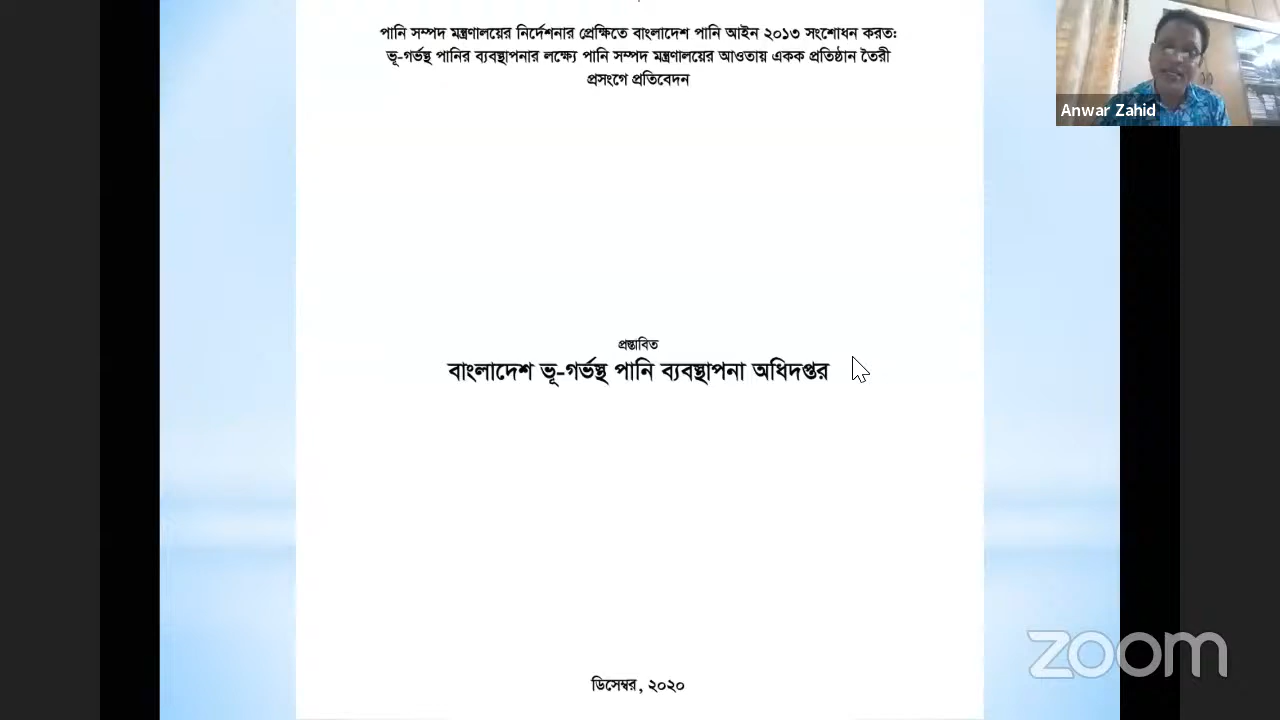 পানি সম্পদ মন্ত্রণালয়ের নির্দেশনার প্রেক্ষিতে বাংলাদেশ পানি আইন ২০১৩ সংশোধন করত:
ভূ-গর্ভস্থ পানির ব্যবস্থাপনার লক্ষ্যে পানি সম্পদ মন্ত্রণালয়ের আওতায় একক প্রতিষ্ঠান তৈরী
প্রসংগে প্রতিবেদন
Anwar Zahid
প্রস্তাবিত
বাংলাদেশ ভূ-গর্ভস্থ পানি ব্যবস্থাপনা অধিদপ্তর
zoom
ডিসেম্বর, ২০২০